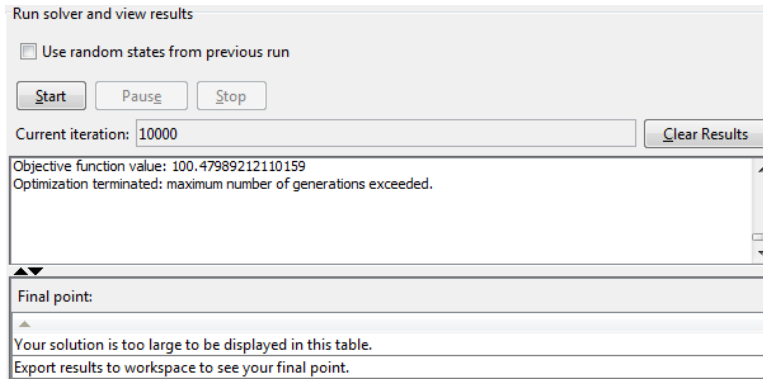 Run solver and view results
Use random states from previous run
Start Pause Stop
Current iteration: 10000 Clear Results
Objective function value: 100.47989212110159
Optimization terminated: maximum number of generations exceeded.
Final point:
Your solution is too large to be displayed in this table.
Export results to workspace to see your final point.